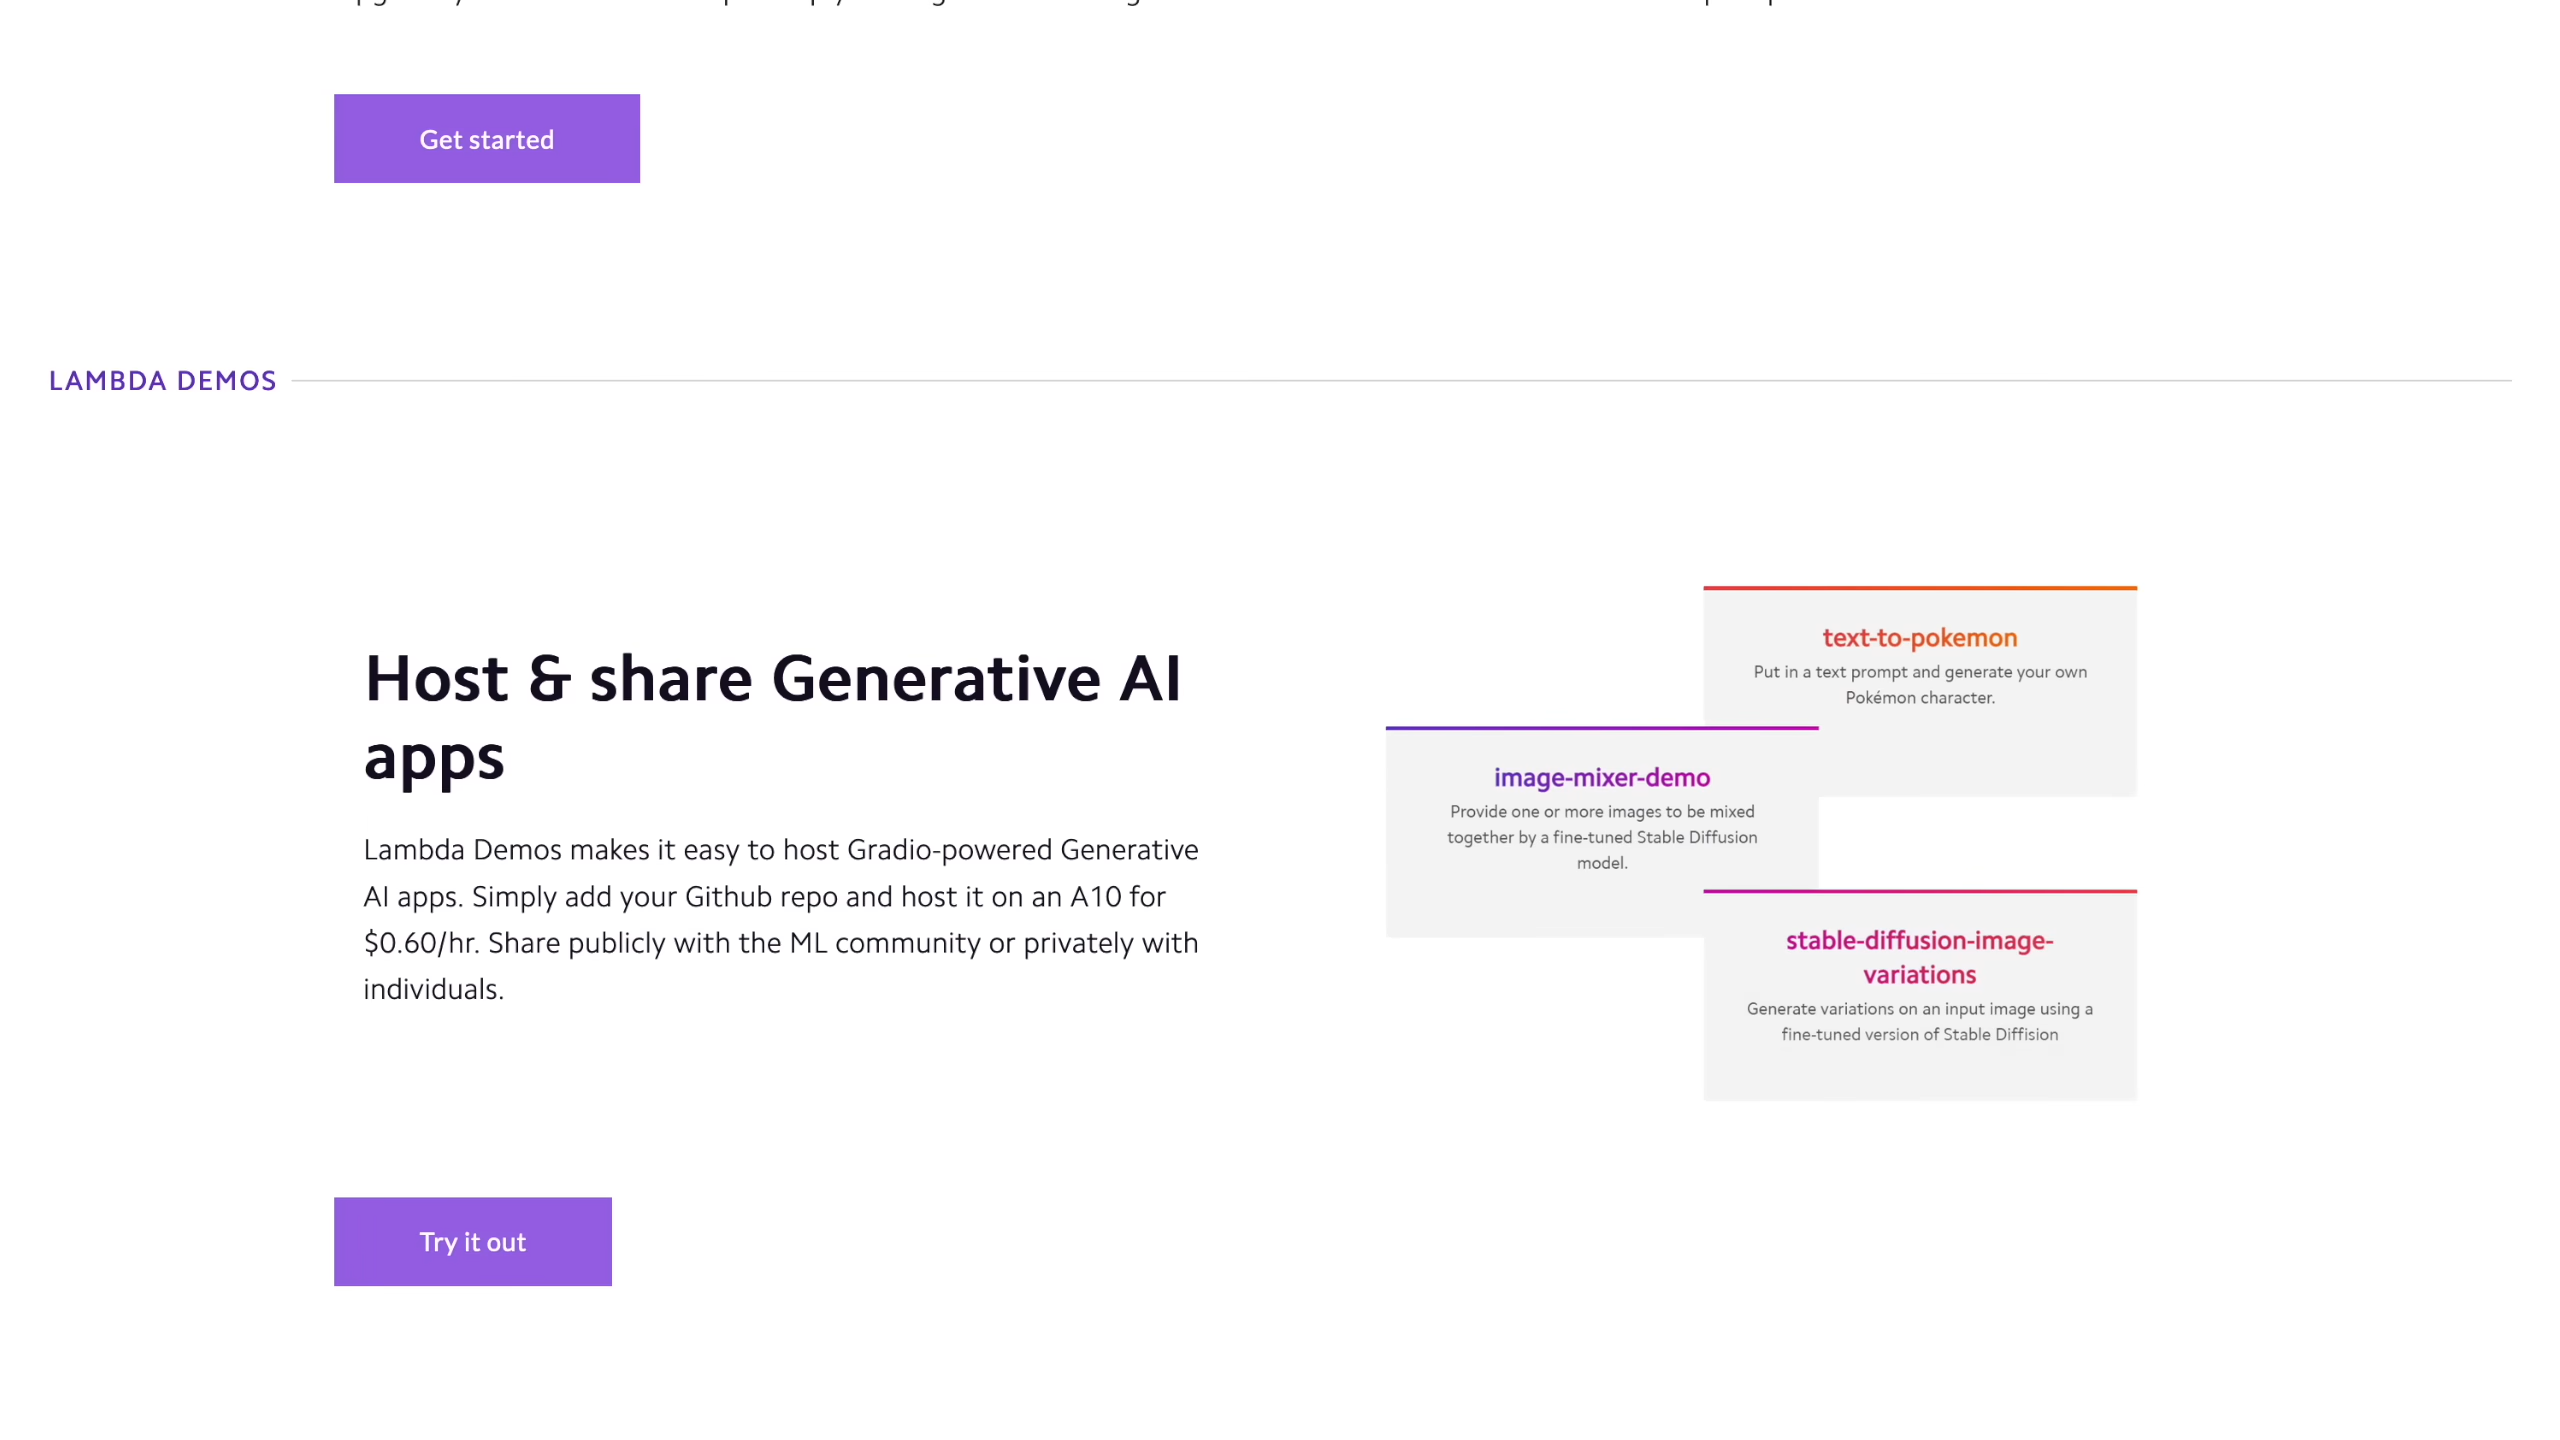 Get started
LAMBDA DEMOS
Host & share Generative AI
apps
Lambda Demos makes it easy to host Gradio-powered Generative
AI apps. Simply add your Github repo and host it on an A10 for
$0.60/hr. Share publicly with the ML community or privately with
individuals.
Try it out
text-to-pokemon
Put in a text prompt and generate your own
Pokémon character.
image-mixer-demo
Provide one or more images to be mixed
together by a fine-tuned Stable Diffusion
model.
stable-diffusion-image-
variations
Generate variations on an input image using a
fine-tuned version of Stable Diffision